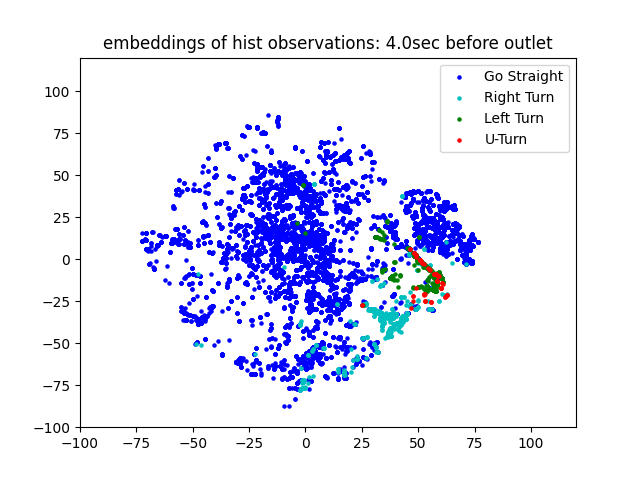 embeddings of hist observations: 4.0sec before outlet
Go Straight
Right Turn
Left Turn
U-Turn
100
75
50
25
0
−25
−50
−75
−100
−100 −75 −50 −25 0 25 50 75 100